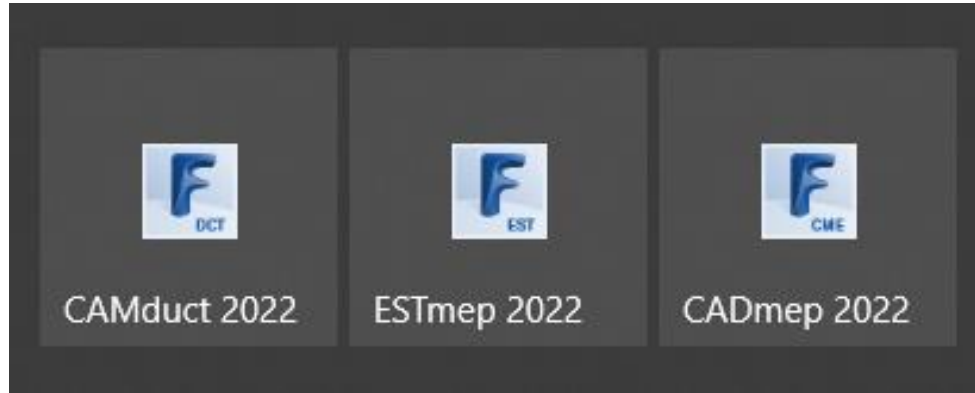 F
DCT
CAMduct 2022
F
EST
ESTmep 2022
F
CME
CADmep 2022